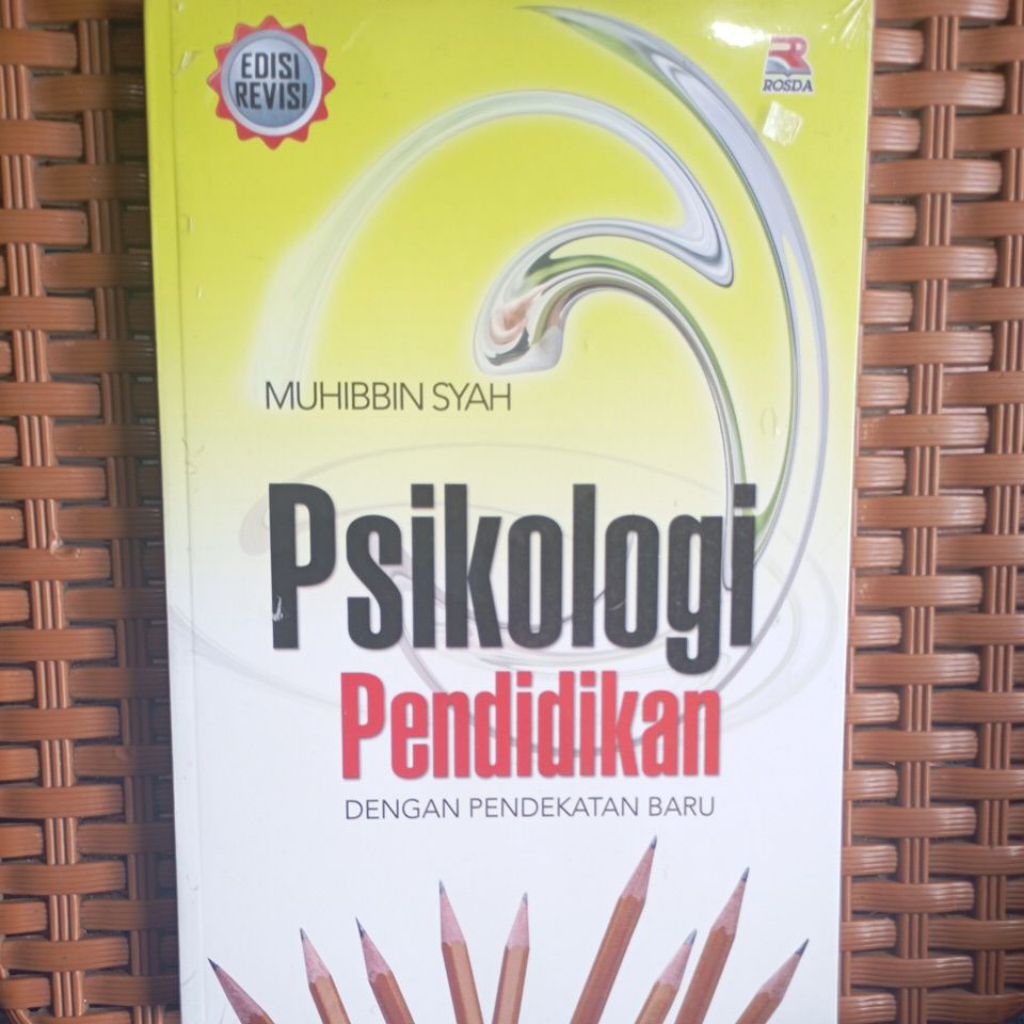 EDISI
REVISI
ROSDA
MUHIBBIN SYAH
Psikologi
Pendidikan
DENGAN PENDEKATAN BARU